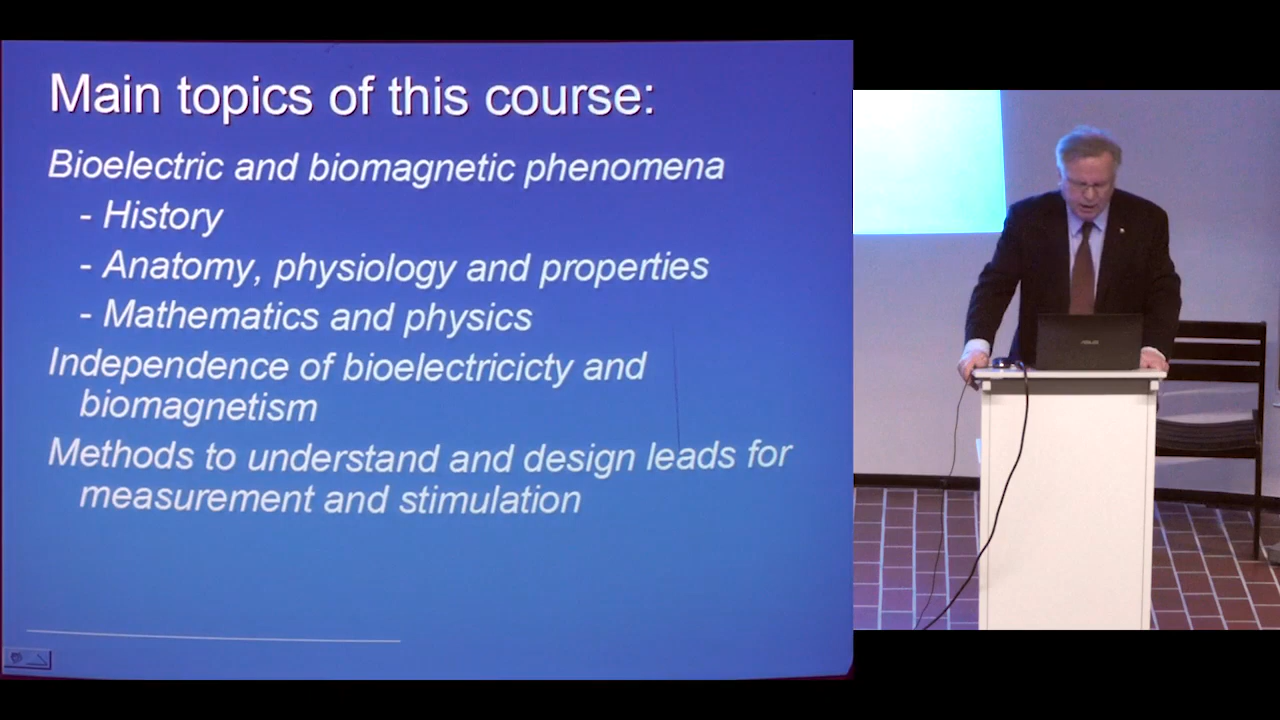 Main topics of this course:
Bioelectric and biomagnetic phenomena
- History
- Anatomy, physiology and properties
- Mathematics and physics
Independence of bioelectricicty and
biomagnetism
Methods to understand and design leads for
measurement and stimulation
ASUS